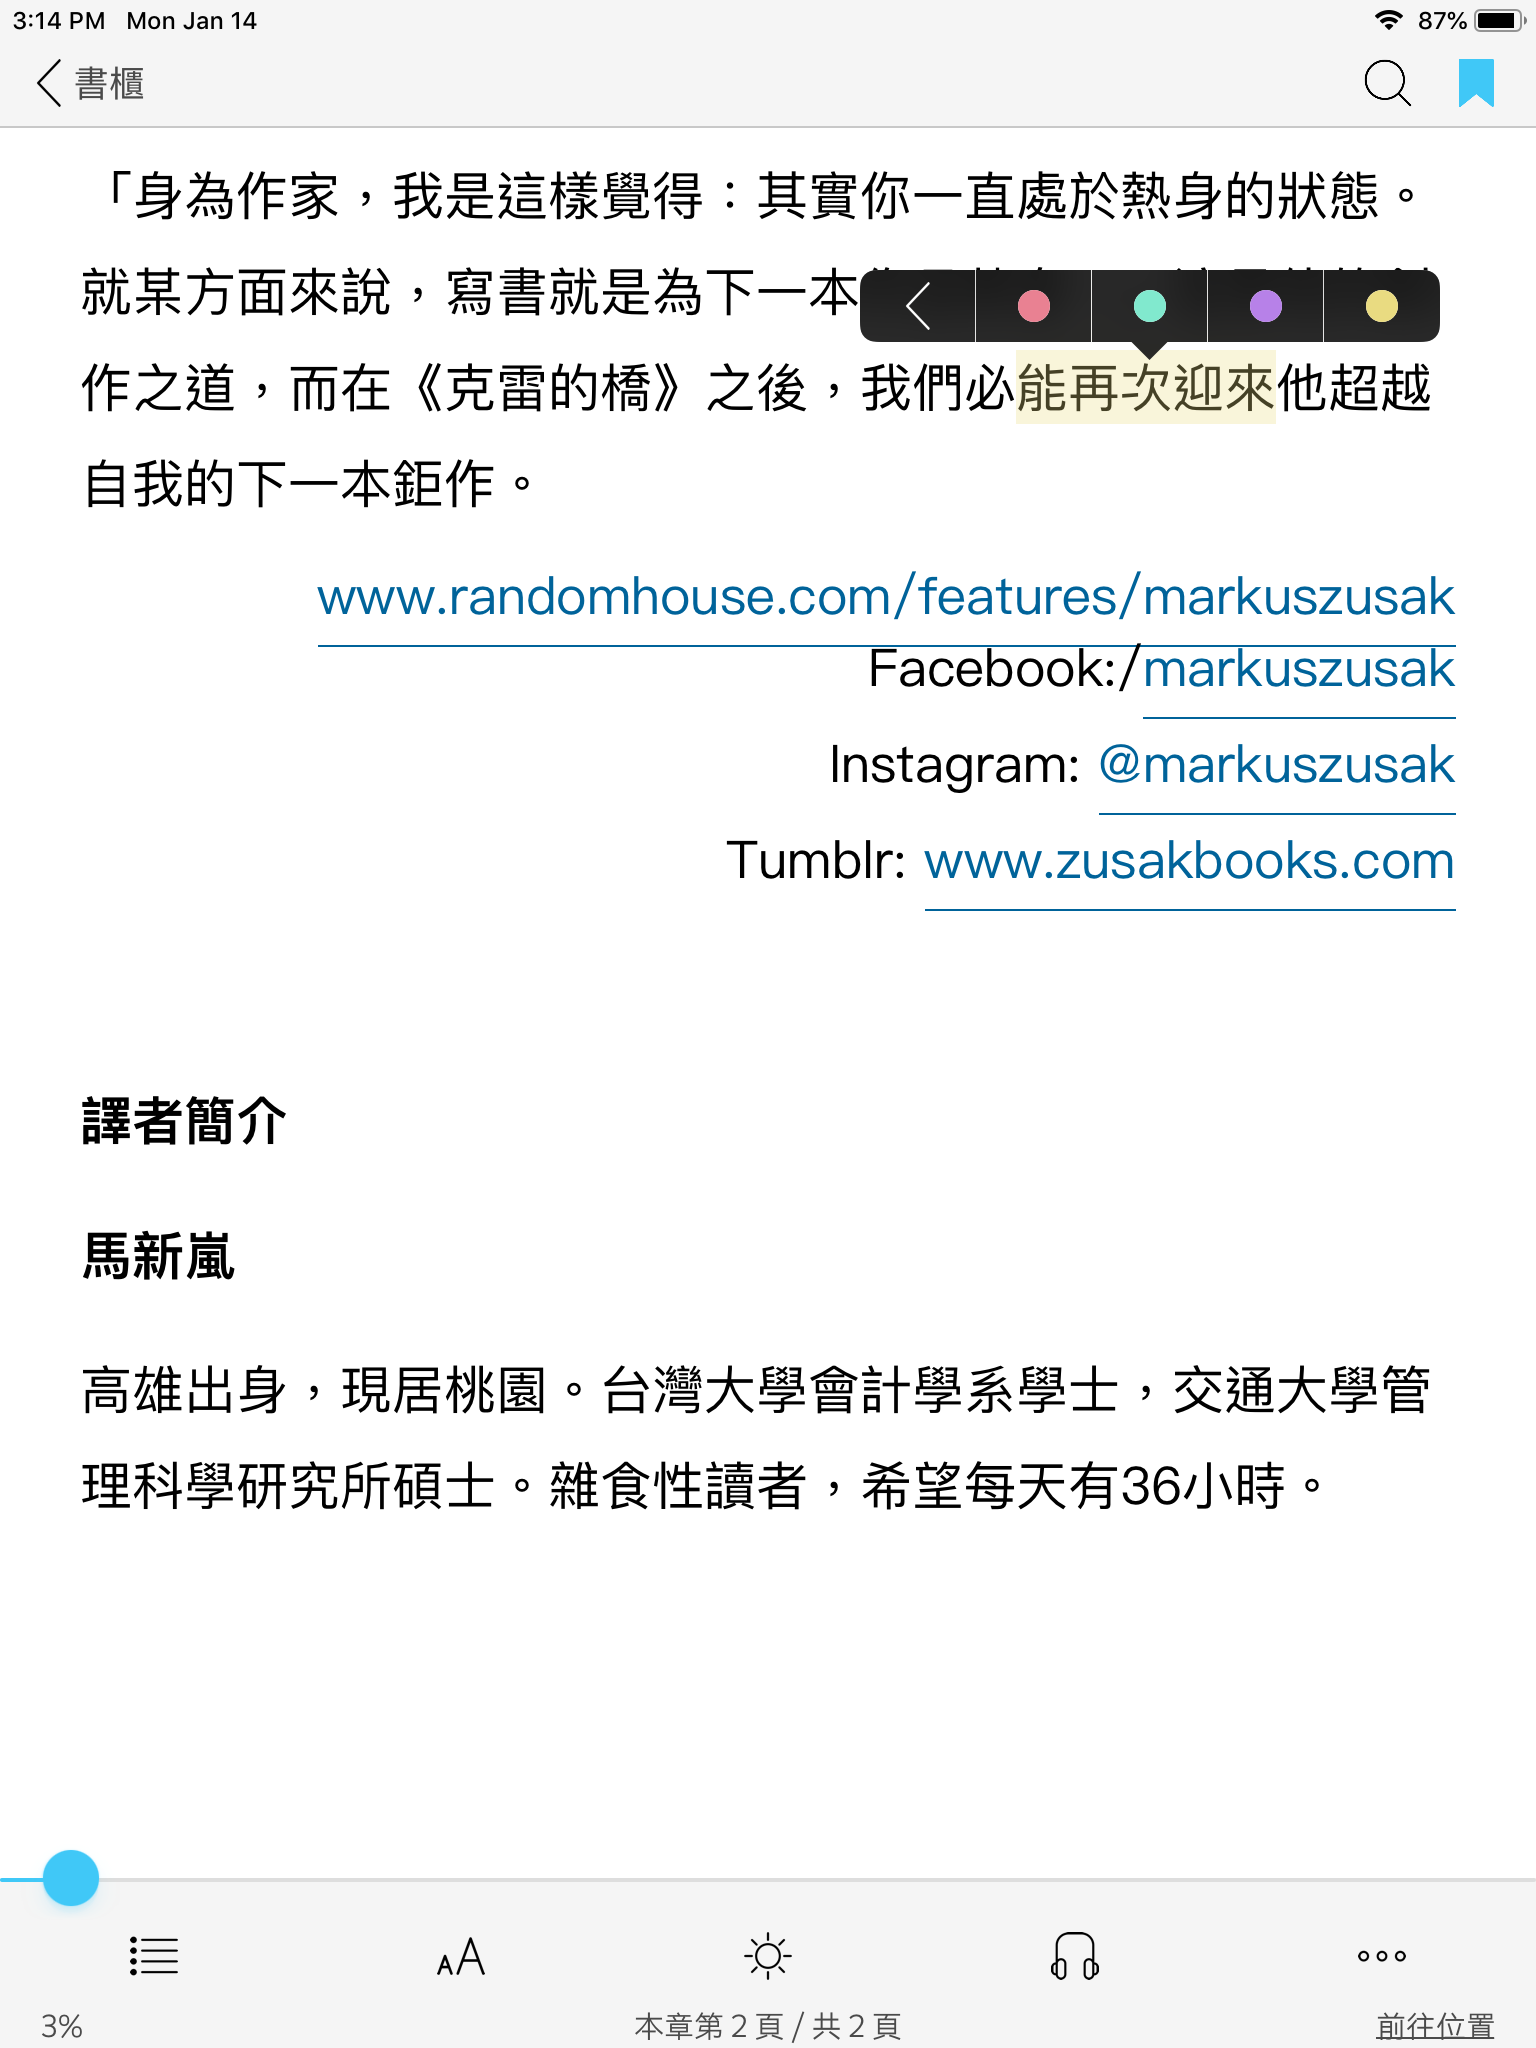 3:14 PM Mon Jan 14 87%
書櫃
「身為作家，我是這樣覺得：其實你一直處於熱身的狀態。
就某方面來說，寫書就是為下一本
作之道，而在《克雷的橋》之後，我們必能再次迎來他超越
自我的下一本鉅作。
www.randomhouse.com/features/markuszusak
Facebook:/markuszusak
Instagram: @markuszusak
Tumblr: www.zusakbooks.com
譯者簡介
馬新嵐
高雄出身，現居桃園。台灣大學會計學系學士，交通大學管
理科學研究所碩士。雜食性讀者，希望每天有36小時。
AA
3% 本章第 2 頁 / 共 2 頁 前往位置